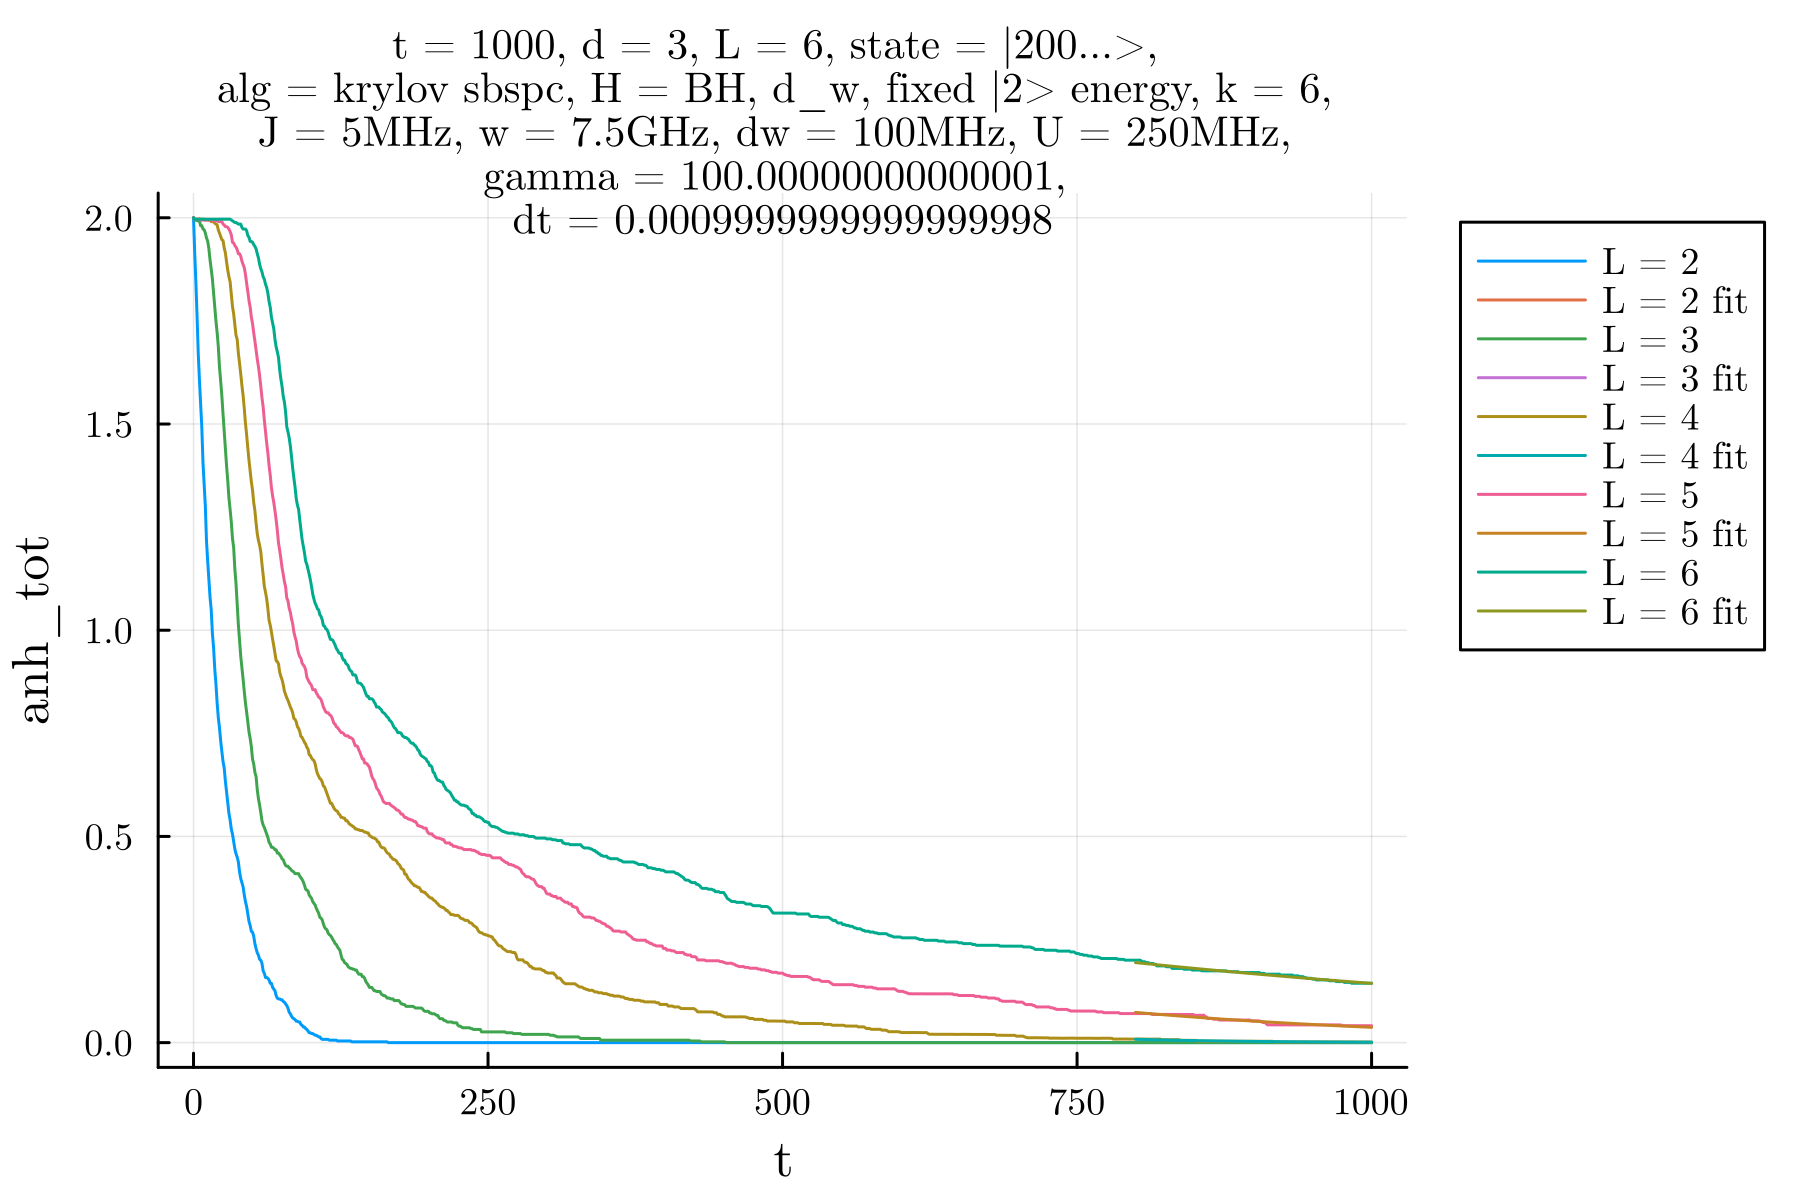 t = 1000, d = 3, L = 6, state = |200...>,
alg = krylov sbspc, H = BH, d_w, fixed |2> energy, k = 6,
J = 5MHz, w = 7.5GHz, dw = 100MHz, U = 250MHz,
gamma = 100.00000000000001,
dt = 0.0009999999999999998
2.0
1.5
1.0
0.5
0.0
anh_tot
0 250 500 750 1000
t
L = 2
L = 2 fit
L = 3
L = 3 fit
L = 4
L = 4 fit
L = 5
L = 5 fit
L = 6
L = 6 fit